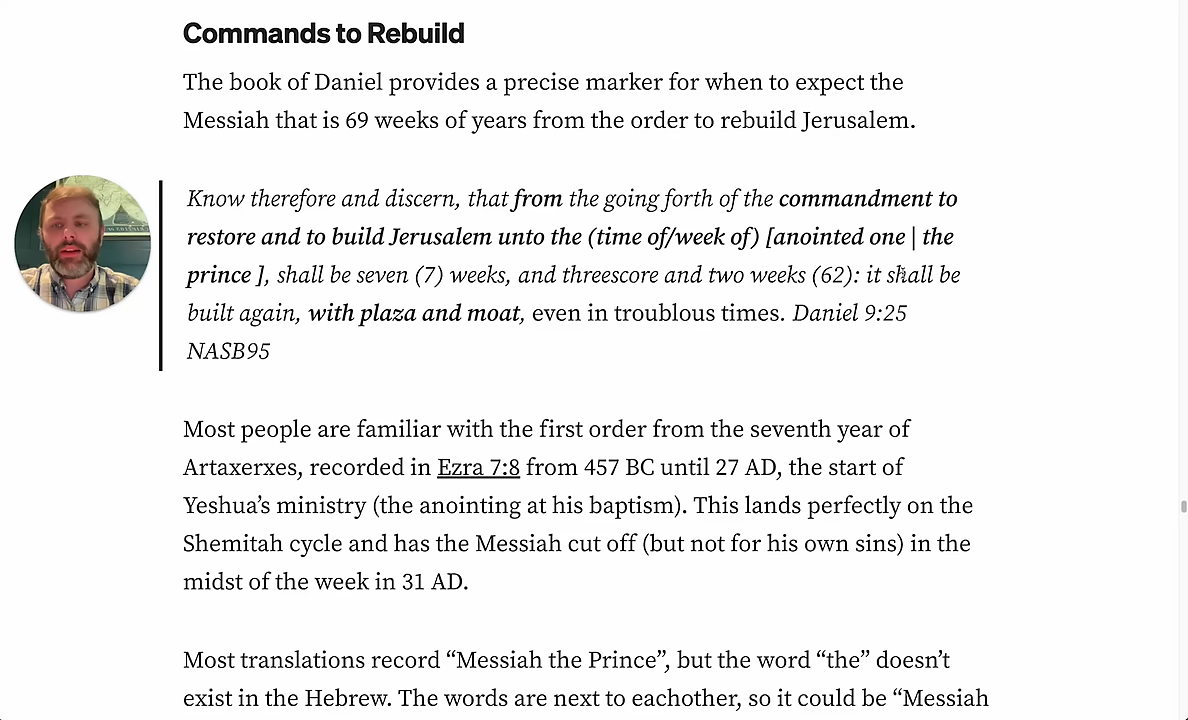 Commands to Rebuild
The book of Daniel provides a precise marker for when to expect the
Messiah that is 69 weeks of years from the order to rebuild Jerusalem.
Know therefore and discern, that from the going forth of the commandment to
restore and to build Jerusalem unto the (time of/week of) [anointed one | the
prince ], shall be seven (7) weeks, and threescore and two weeks (62): it shall be
built again, with plaza and moat, even in troublous times. Daniel 9:25
NASB95
Most people are familiar with the first order from the seventh year of
Artaxerxes, recorded in Ezra 7:8 from 457 BC until 27 AD, the start of
Yeshua’s ministry (the anointing at his baptism). This lands perfectly on the
Shemitah cycle and has the Messiah cut off (but not for his own sins) in the
midst of the week in 31 AD.
Most translations record “Messiah the Prince”, but the word “the” doesn’t
exist in the Hebrew. The words are next to eachother, so it could be “Messiah